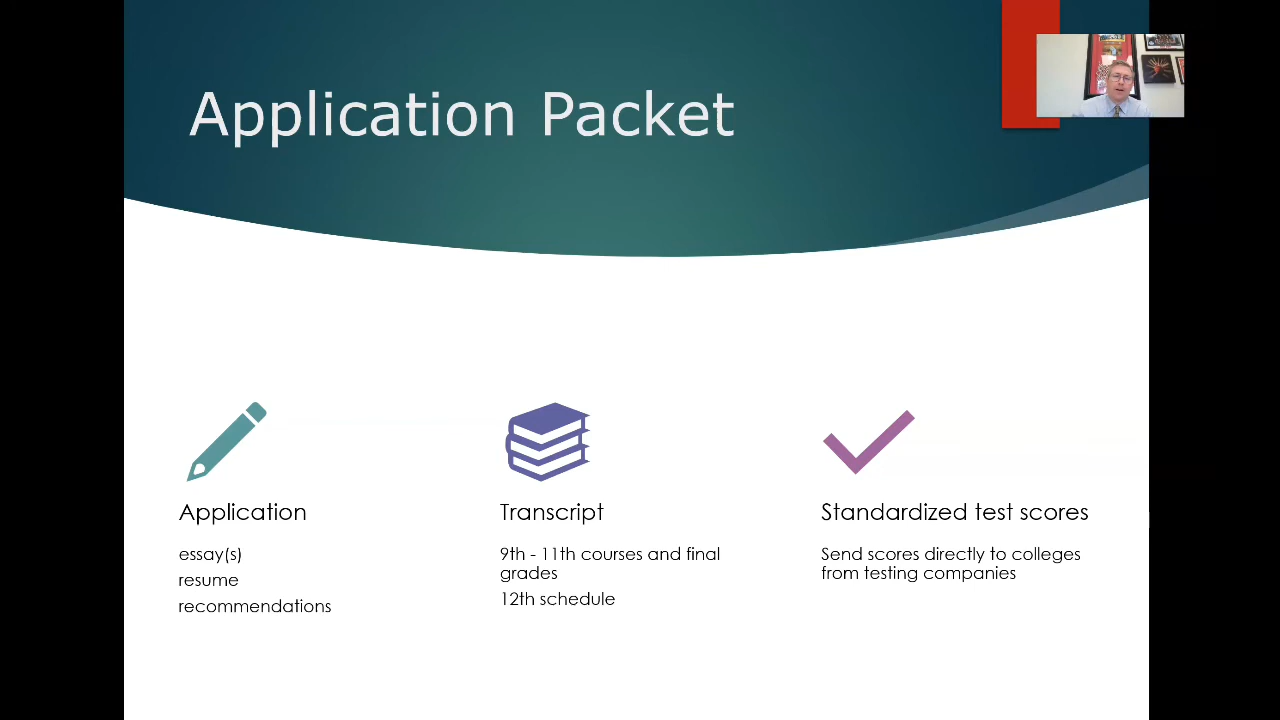 Application Packet
Application
essay(s)
resume
recommendations
Transcript
9th - 11th courses and final
grades
12th schedule
Standardized test scores
Send scores directly to colleges
from testing companies